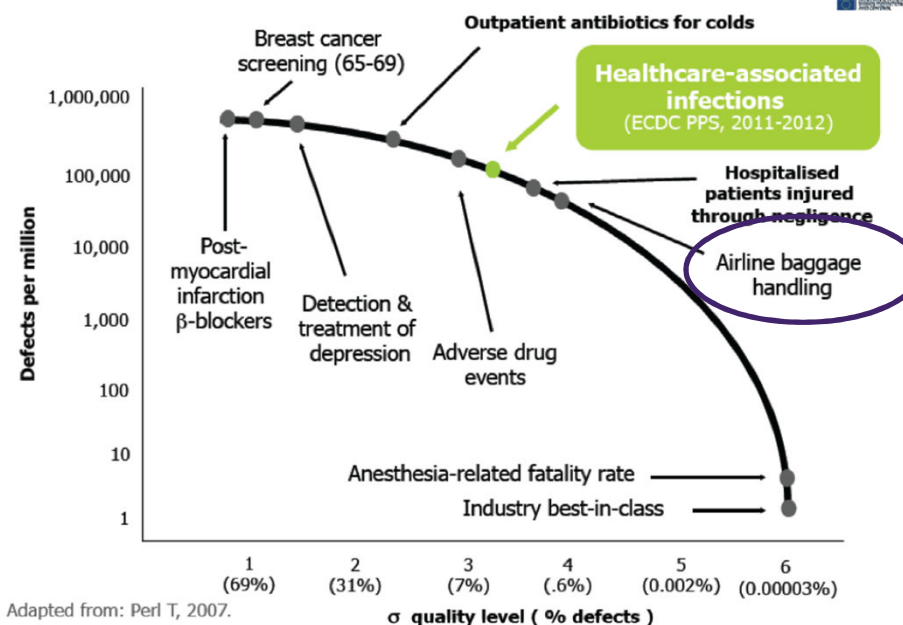 Outpatient antibiotics for colds
Breast cancer
screening (65-69)
Healthcare-associated
infections
(ECDC PPS, 2011-2012)
Hospitalised
patients injured
through negligence
Airline baggage
handling
Post-
myocardial
infarction
β-blockers
Detection &
treatment of
depression
Adverse drug
events
Anesthesia-related fatality rate
Industry best-in-class
Defects per million
1,000,000
100,000
10,000
1,000
100
10
1
1 2 3 4 5 6
(69%) (31%) (7%) (.6%) (0.002%) (0.00003%)
σ quality level ( % defects )
Adapted from: Perl T, 2007.